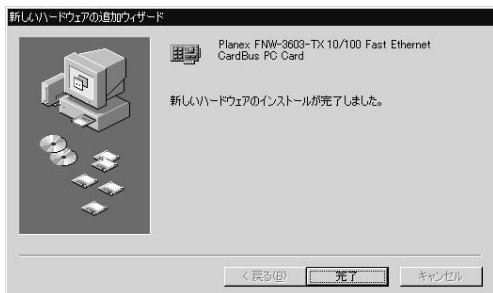 新しいハードウェアの追加ウィザード
Planex FNW-3603-TX 10/100 Fast Ethernet
CardBus PC Card
新しいハードウェアのインストールが完了しました。
< 戻る(B)
完了
キャンセル